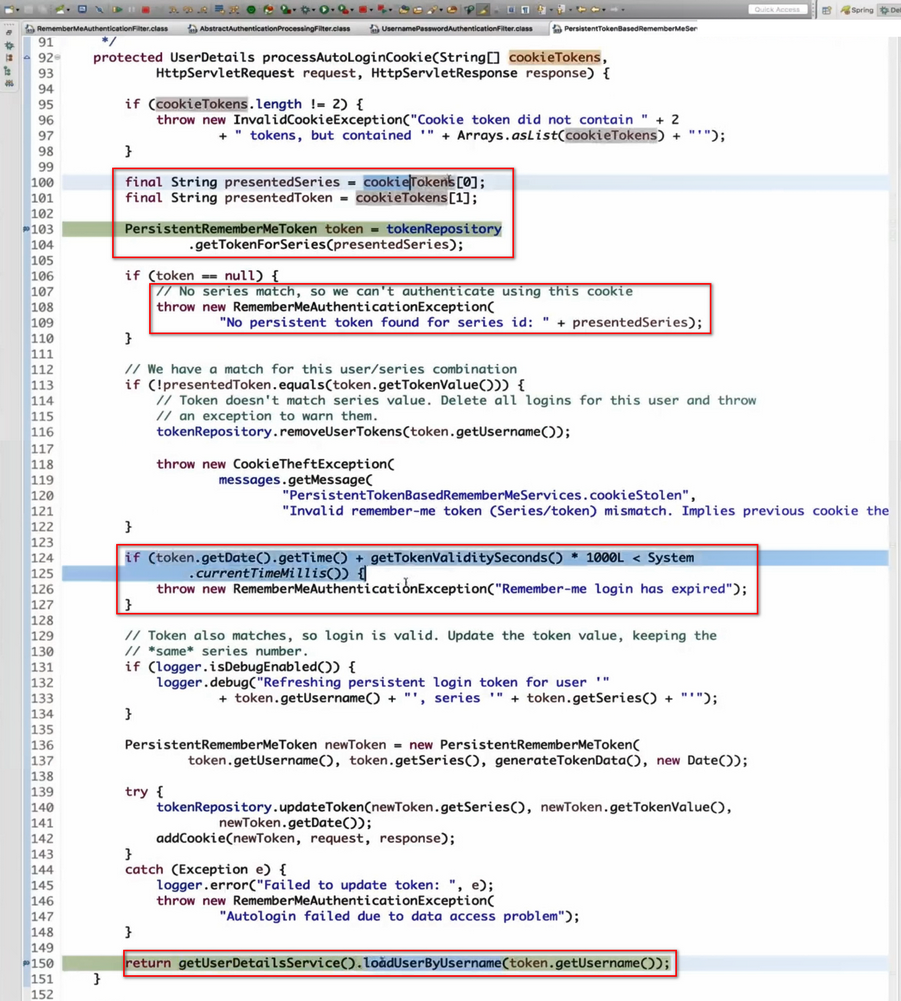 Quick Access
Spring
De
RememberMeAuthenticationFilter.class
AbstractAuthenticationProcessingFilter.class
UsernamePasswordAuthenticationFilter.class
PersistentTokenBasedRememberMeSer
91 */
92 protected UserDetails processAutoLoginCookie(String[] cookieTokens,
93 HttpServletRequest request, HttpServletResponse response) {
94
95 if (cookieTokens.length != 2) {
96 throw new InvalidCookieException("Cookie token did not contain " + 2
97 + " tokens, but contained '" + Arrays.asList(cookieTokens) + "'");
98 }
99
100 final String presentedSeries = cookieTokens[0];
101 final String presentedToken = cookieTokens[1];
102
103 PersistentRememberMeToken token = tokenRepository
104 .getTokenForSeries(presentedSeries);
105
106 if (token == null) {
107 // No series match, so we can't authenticate using this cookie
108 throw new RememberMeAuthenticationException(
109 "No persistent token found for series id: " + presentedSeries);
110 }
111
112 // We have a match for this user/series combination
113 if (!presentedToken.equals(token.getTokenValue())) {
114 // Token doesn't match series value. Delete all logins for this user and throw
115 // an exception to warn them.
116 tokenRepository.removeUserTokens(token.getUsername());
117
118 throw new CookieTheftException(
119 messages.getMessage(
120 "PersistentTokenBasedRememberMeServices.cookieStolen",
121 "Invalid remember-me token (Series/token) mismatch. Implies previous cookie the
122 }
123
124 if (token.getDate().getTime() + getTokenValiditySeconds() * 1000L < System
125 .currentTimeMillis()) {
126 throw new RememberMeAuthenticationException("Remember-me login has expired");
127 }
128
129 // Token also matches, so login is valid. Update the token value, keeping the
130 // *same* series number.
131 if (logger.isDebugEnabled()) {
132 logger.debug("Refreshing persistent login token for user '"
133 + token.getUsername() + "', series '" + token.getSeries() + "'");
134 }
135
136 PersistentRememberMeToken newToken = new PersistentRememberMeToken(
137 token.getUsername(), token.getSeries(), generateTokenData(), new Date());
138
139 try {
140 tokenRepository.updateToken(newToken.getSeries(), newToken.getTokenValue(),
141 newToken.getDate());
142 addCookie(newToken, request, response);
143 }
144 catch (Exception e) {
145 logger.error("Failed to update token: ", e);
146 throw new RememberMeAuthenticationException(
147 "Autologin failed due to data access problem");
148 }
149
150 return getUserDetailsService().loadUserByUsername(token.getUsername());
151 }
152